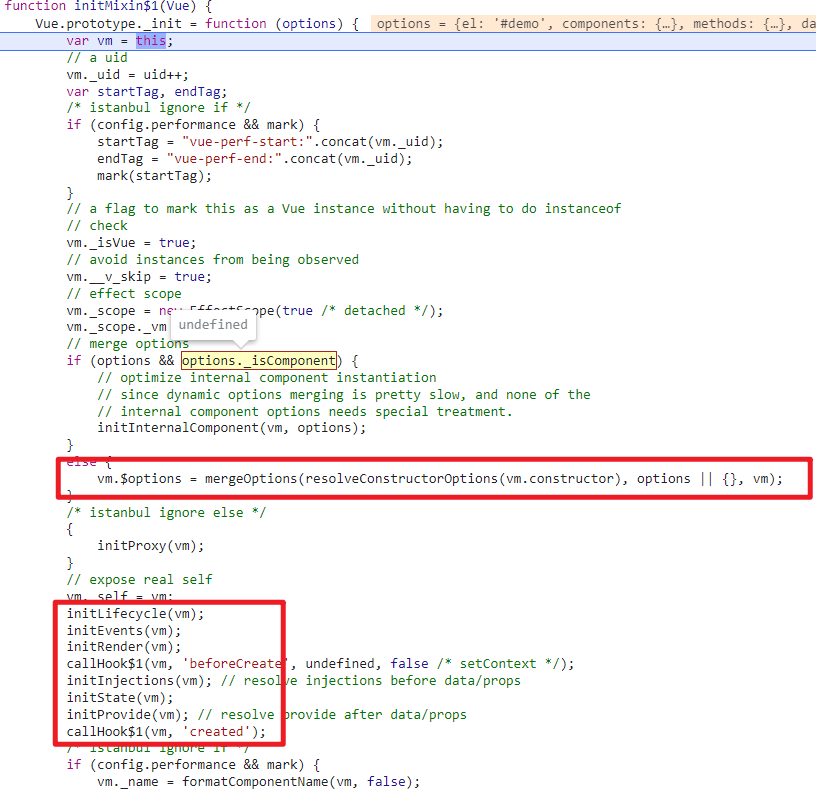 function initMixin$1(Vue) {
    Vue.prototype._init = function (options) {  options = {el: '#demo', components: {…}, methods: {…}, da
        var vm = this;
        // a uid
        vm._uid = uid++;
        var startTag, endTag;
        /* istanbul ignore if */
        if (config.performance && mark) {
            startTag = "vue-perf-start:".concat(vm._uid);
            endTag = "vue-perf-end:".concat(vm._uid);
            mark(startTag);
        }
        // a flag to mark this as a Vue instance without having to do instanceof
        // check
        vm._isVue = true;
        // avoid instances from being observed
        vm.__v_skip = true;
        // effect scope
        vm._scope = new EffectScope(true /* detached */);
        vm._scope._vm
undefined
        // merge options
        if (options && options._isComponent) {
            // optimize internal component instantiation
            // since dynamic options merging is pretty slow, and none of the
            // internal component options needs special treatment.
            initInternalComponent(vm, options);
        }
        else {
            vm.$options = mergeOptions(resolveConstructorOptions(vm.constructor), options || {}, vm);
        }
        /* istanbul ignore else */
        {
            initProxy(vm);
        }
        // expose real self
        vm._self = vm;
        initLifecycle(vm);
        initEvents(vm);
        initRender(vm);
        callHook$1(vm, 'beforeCreate', undefined, false /* setContext */);
        initInjections(vm); // resolve injections before data/props
        initState(vm);
        initProvide(vm); // resolve provide after data/props
        callHook$1(vm, 'created');
        /* istanbul ignore if */
        if (config.performance && mark) {
            vm._name = formatComponentName(vm, false);